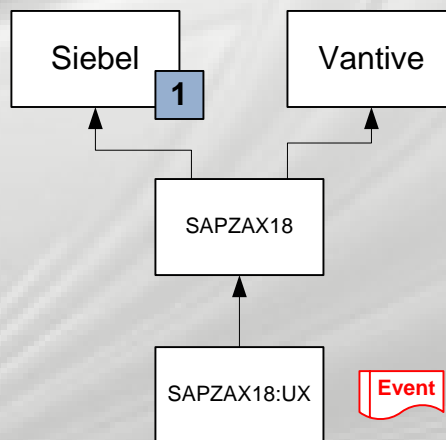 Siebel
Vantive
1
SAPZAX18
SAPZAX18:UX
Event